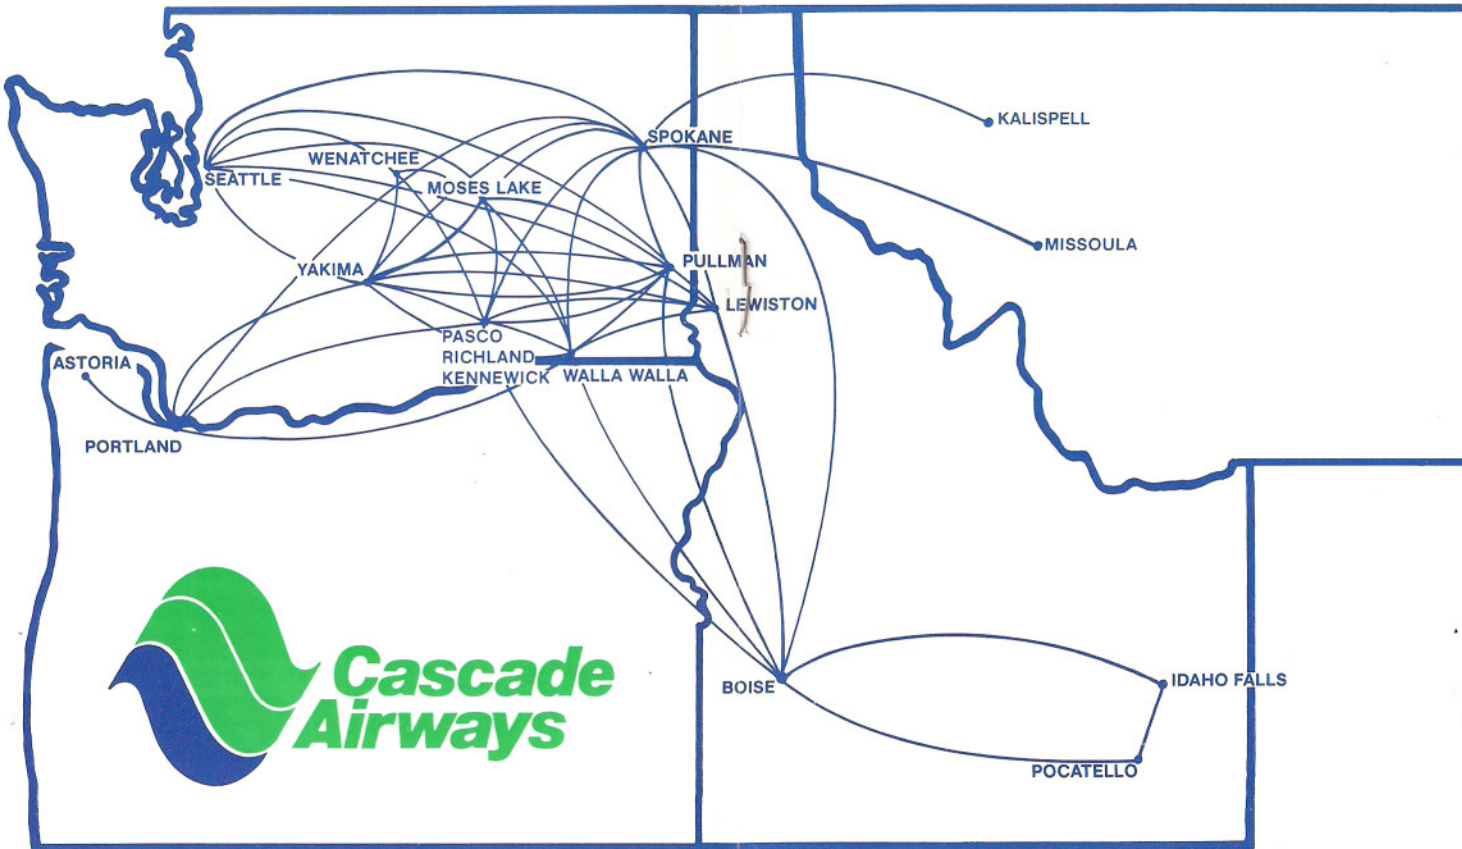 KALISPELL
SPOKANE
WENATCHEE
SEATTLE
MOSES LAKE
MISSOULA
YAKIMA
PULLMAN
LEWISTON
PASCO
RICHLAND
KENNEWICK
WALLA WALLA
ASTORIA
PORTLAND
Cascade
Airways
BOISE
IDAHO FALLS
POCATELLO